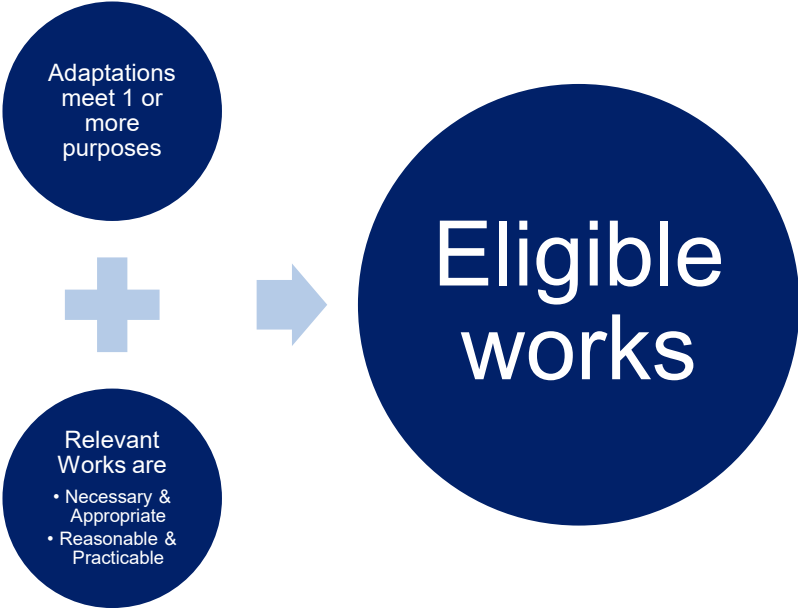 Adaptations
meet 1 or
more
purposes
Relevant
Works are
• Necessary &
Appropriate
• Reasonable &
Practicable
Eligible
works